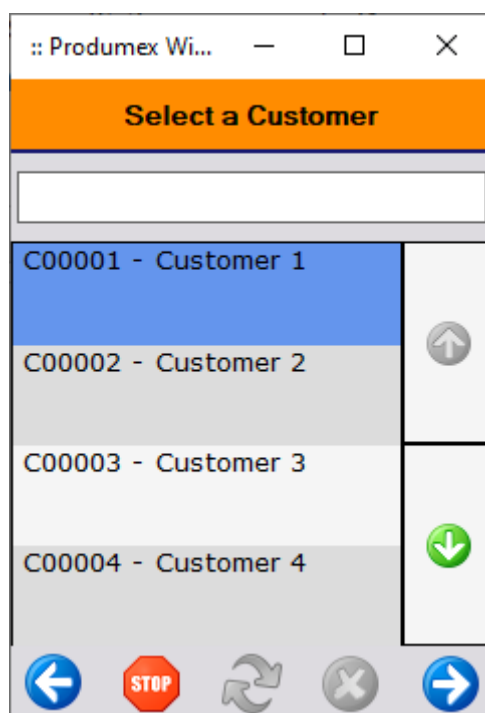 :: Produmex Wi...
Select a Customer
C00001 - Customer 1
C00002 - Customer 2
C00003 - Customer 3
C00004 - Customer 4
STOP